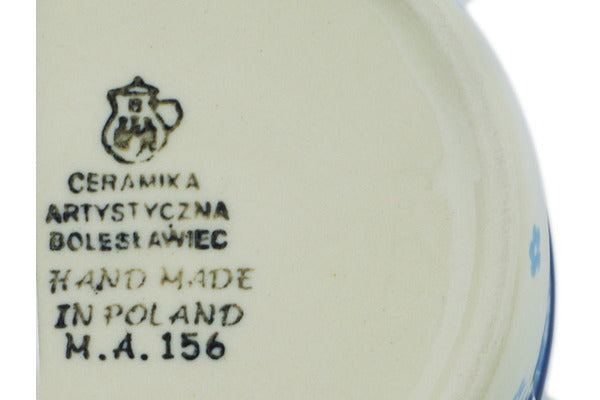 CERAMIKA
ARTYSTYCZNA
BOLESŁAWIEC
HAND MADE
IN POLAND
M.A.156